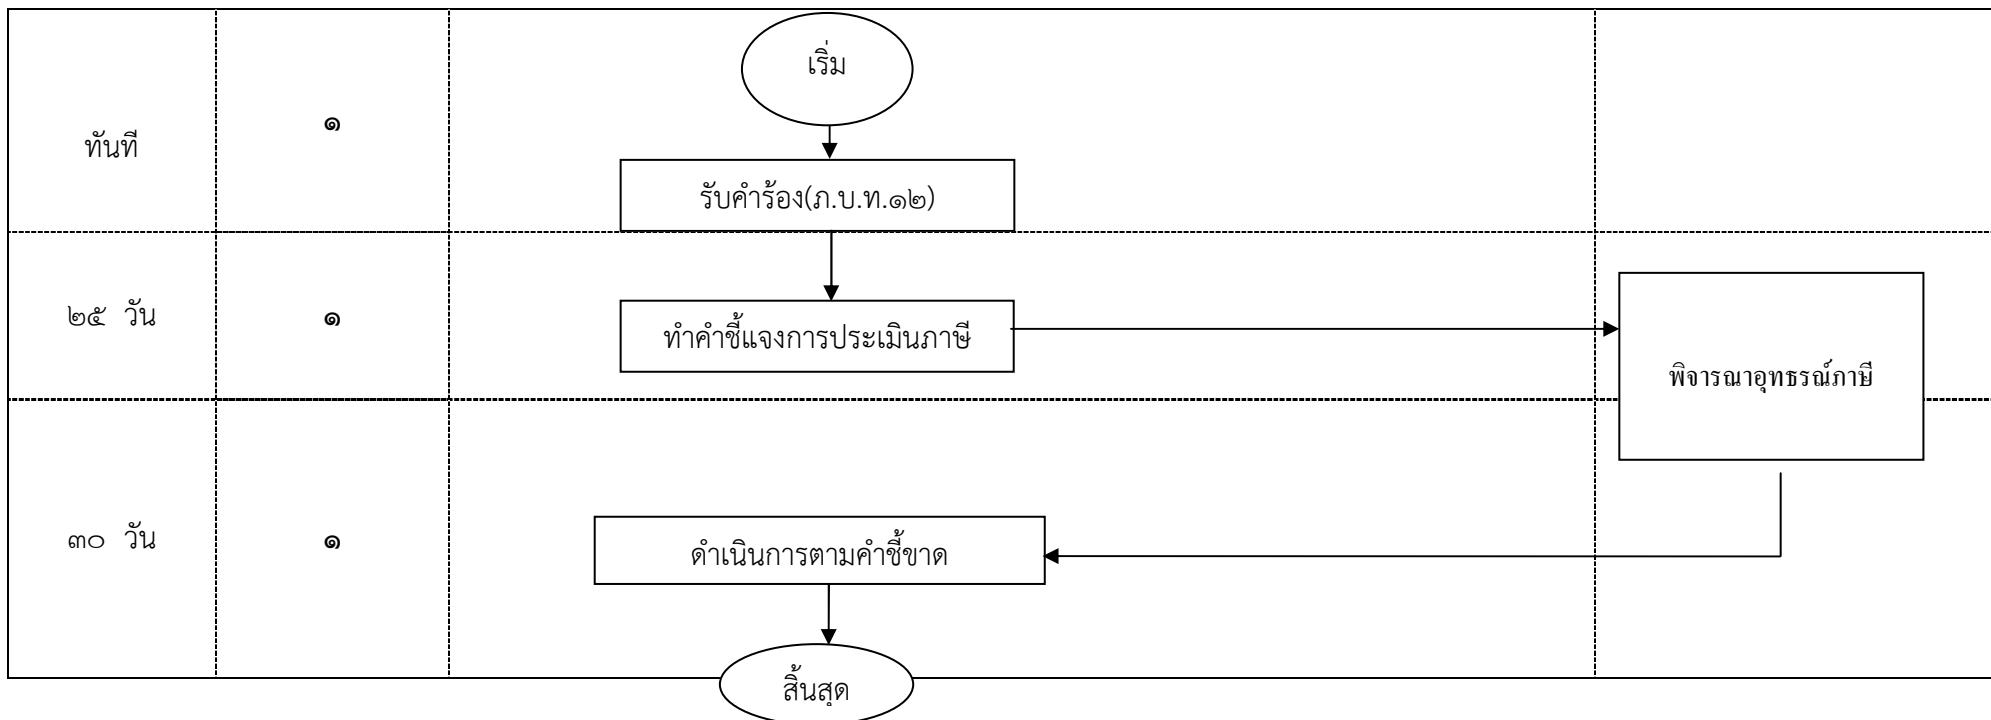 เริ่ม
ทันที
๑
รับคำร้อง(ภ.บ.ท.๑๒)
๒๕ วัน
๑
ทำคำชี้แจงการประเมินภาษี
พิจารณาอุทธรณ์ภาษี
๓๐ วัน
๑
ดำเนินการตามคำชี้ขาด
สิ้นสุด